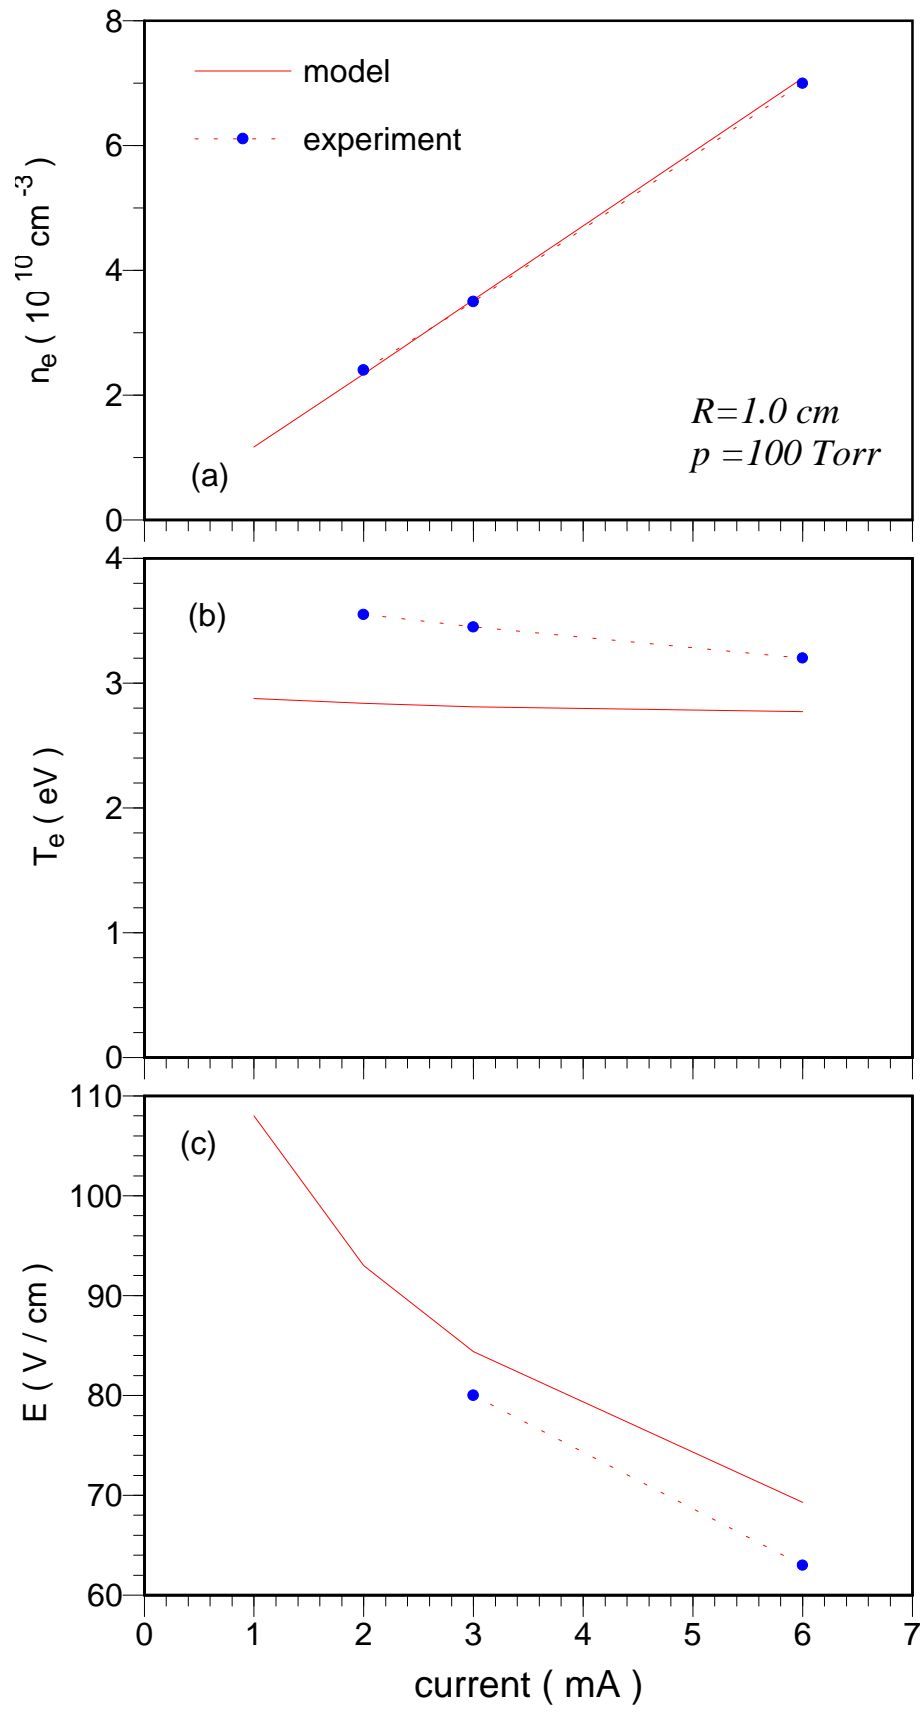 8
6
4
2
0
n_e ( 10^10 cm^-3 )
model
experiment
R=1.0 cm
p =100 Torr
(a)
4
3
2
1
0
T_e ( eV )
(b)
110
100
90
80
70
60
E ( V / cm )
(c)
0 1 2 3 4 5 6 7
current ( mA )